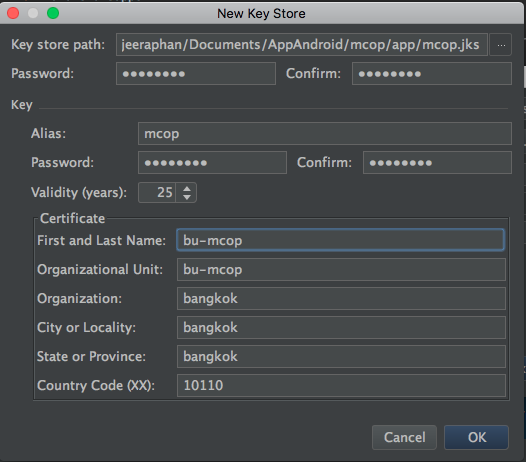 New Key Store
Key store path: jeeraphan/Documents/AppAndroid/mcop/app/mcop.jks ...
Password: •••••••• Confirm: ••••••••
Key
Alias: mcop
Password: •••••••• Confirm: ••••••••
Validity (years): 25
Certificate
First and Last Name: bu-mcop
Organizational Unit: bu-mcop
Organization: bangkok
City or Locality: bangkok
State or Province: bangkok
Country Code (XX): 10110
Cancel OK